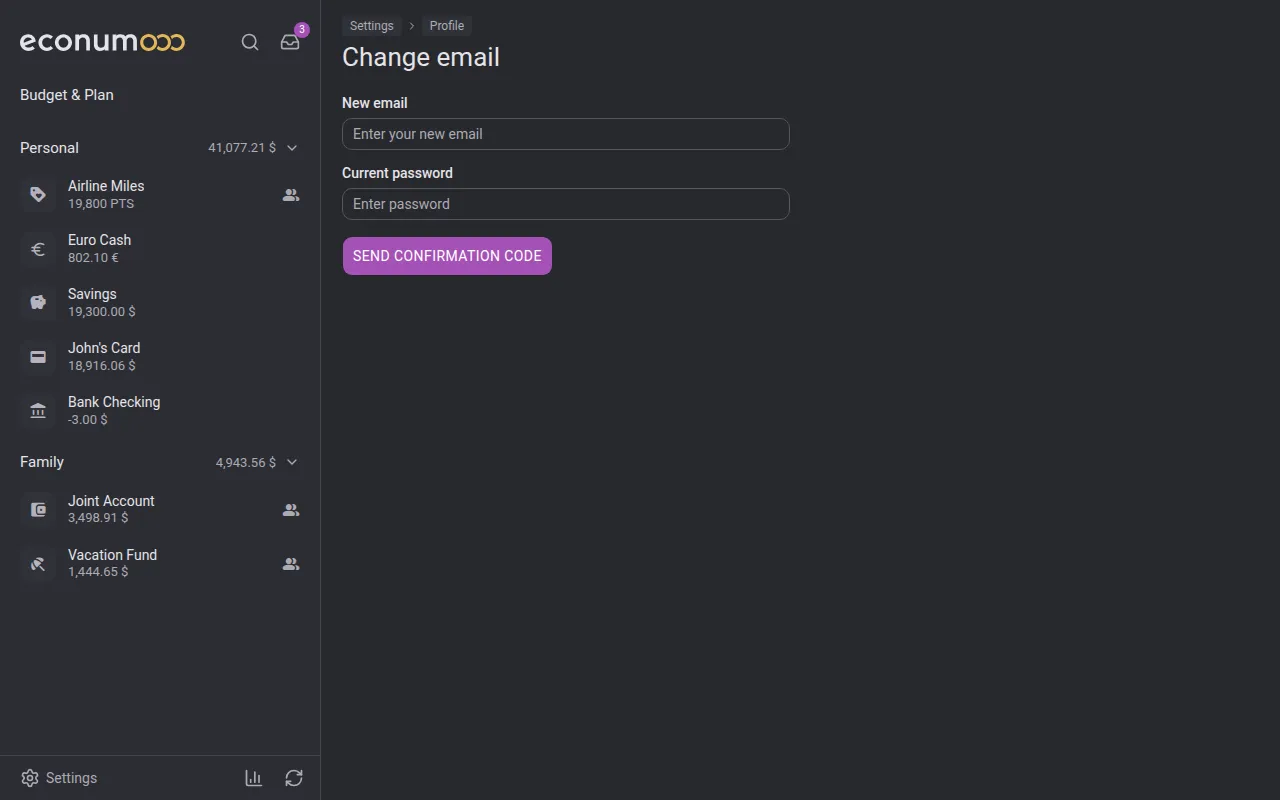 econumo
3
Budget & Plan
Personal 41,077.21 $
Airline Miles
19,800 PTS
Euro Cash
802.10 €
Savings
19,300.00 $
John's Card
18,916.06 $
Bank Checking
-3.00 $
Family 4,943.56 $
Joint Account
3,498.91 $
Vacation Fund
1,444.65 $
Settings
Settings > Profile
Change email
New email
Enter your new email
Current password
Enter password
SEND CONFIRMATION CODE